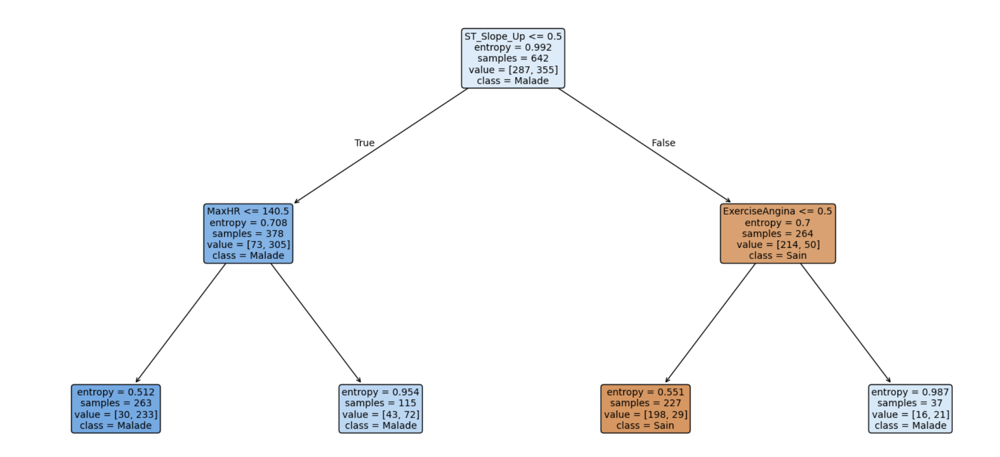 ST_Slope_Up <= 0.5
entropy = 0.992
samples = 642
value = [287, 355]
class = Malade
True
False
MaxHR <= 140.5
entropy = 0.708
samples = 378
value = [73, 305]
class = Malade
ExerciseAngina <= 0.5
entropy = 0.7
samples = 264
value = [214, 50]
class = Sain
entropy = 0.512
samples = 263
value = [30, 233]
class = Malade
entropy = 0.954
samples = 115
value = [43, 72]
class = Malade
entropy = 0.551
samples = 227
value = [198, 29]
class = Sain
entropy = 0.987
samples = 37
value = [16, 21]
class = Malade